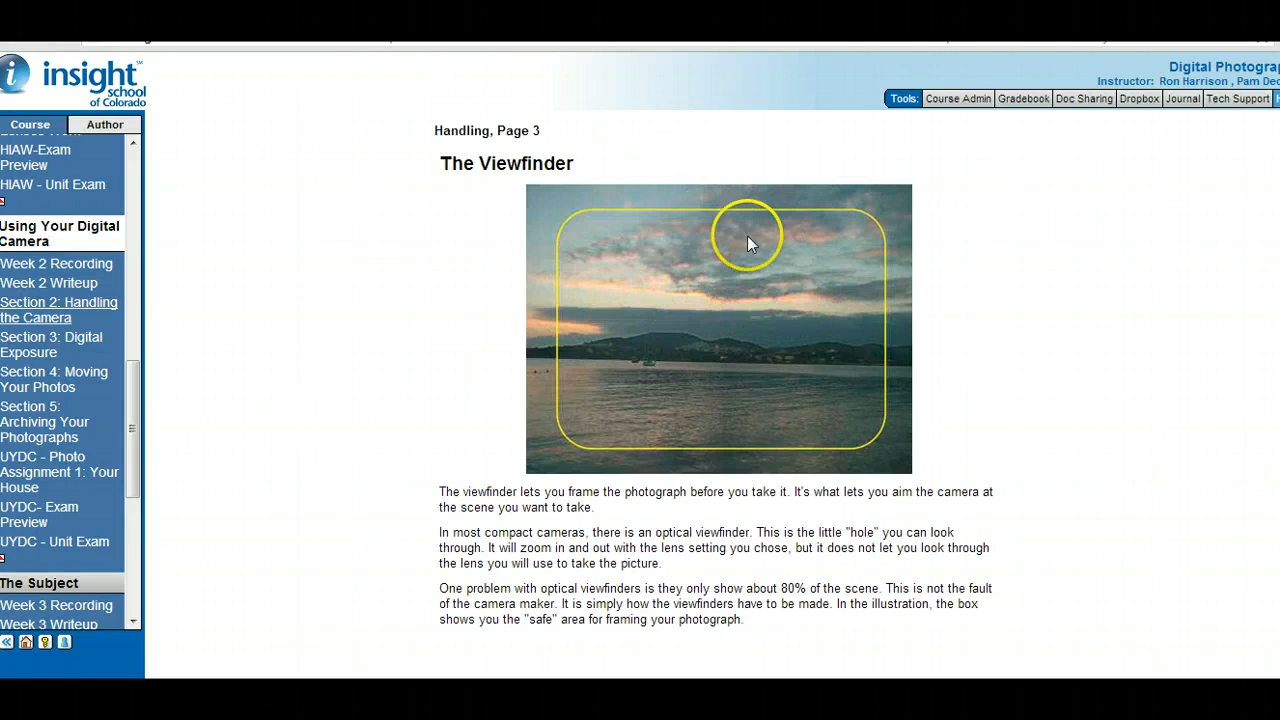 insight
school
of Colorado
Digital Photograp
Instructor: Ron Harrison , Pam Dec
Tools: Course Admin Gradebook Doc Sharing Dropbox Journal Tech Support H
Course Author
HIAW-Exam
Preview
HIAW - Unit Exam
Using Your Digital
Camera
Week 2 Recording
Week 2 Writeup
Section 2: Handling
the Camera
Section 3: Digital
Exposure
Section 4: Moving
Your Photos
Section 5:
Archiving Your
Photographs
UYDC - Photo
Assignment 1: Your
House
UYDC- Exam
Preview
UYDC - Unit Exam
The Subject
Week 3 Recording
Week 3 Writeup
Handling, Page 3
The Viewfinder
The viewfinder lets you frame the photograph before you take it. It's what lets you aim the camera at
the scene you want to take.
In most compact cameras, there is an optical viewfinder. This is the little "hole" you can look
through. It will zoom in and out with the lens setting you chose, but it does not let you look through
the lens you will use to take the picture.
One problem with optical viewfinders is they only show about 80% of the scene. This is not the fault
of the camera maker. It is simply how the viewfinders have to be made. In the illustration, the box
shows you the "safe" area for framing your photograph.